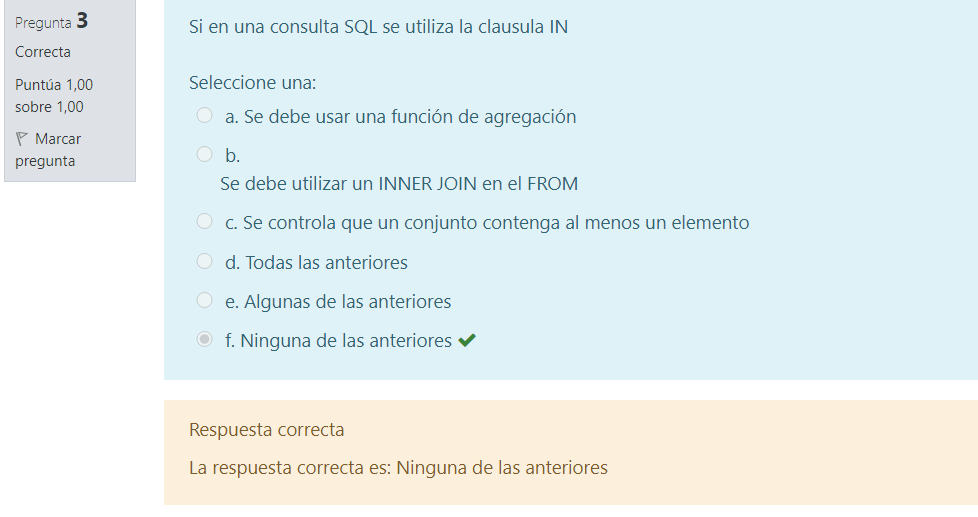 Pregunta 3
Correcta
Puntúa 1,00
sobre 1,00
Marcar
pregunta
Si en una consulta SQL se utiliza la clausula IN
Seleccione una:
a. Se debe usar una función de agregación
b.
Se debe utilizar un INNER JOIN en el FROM
c. Se controla que un conjunto contenga al menos un elemento
d. Todas las anteriores
e. Algunas de las anteriores
f. Ninguna de las anteriores
Respuesta correcta
La respuesta correcta es: Ninguna de las anteriores